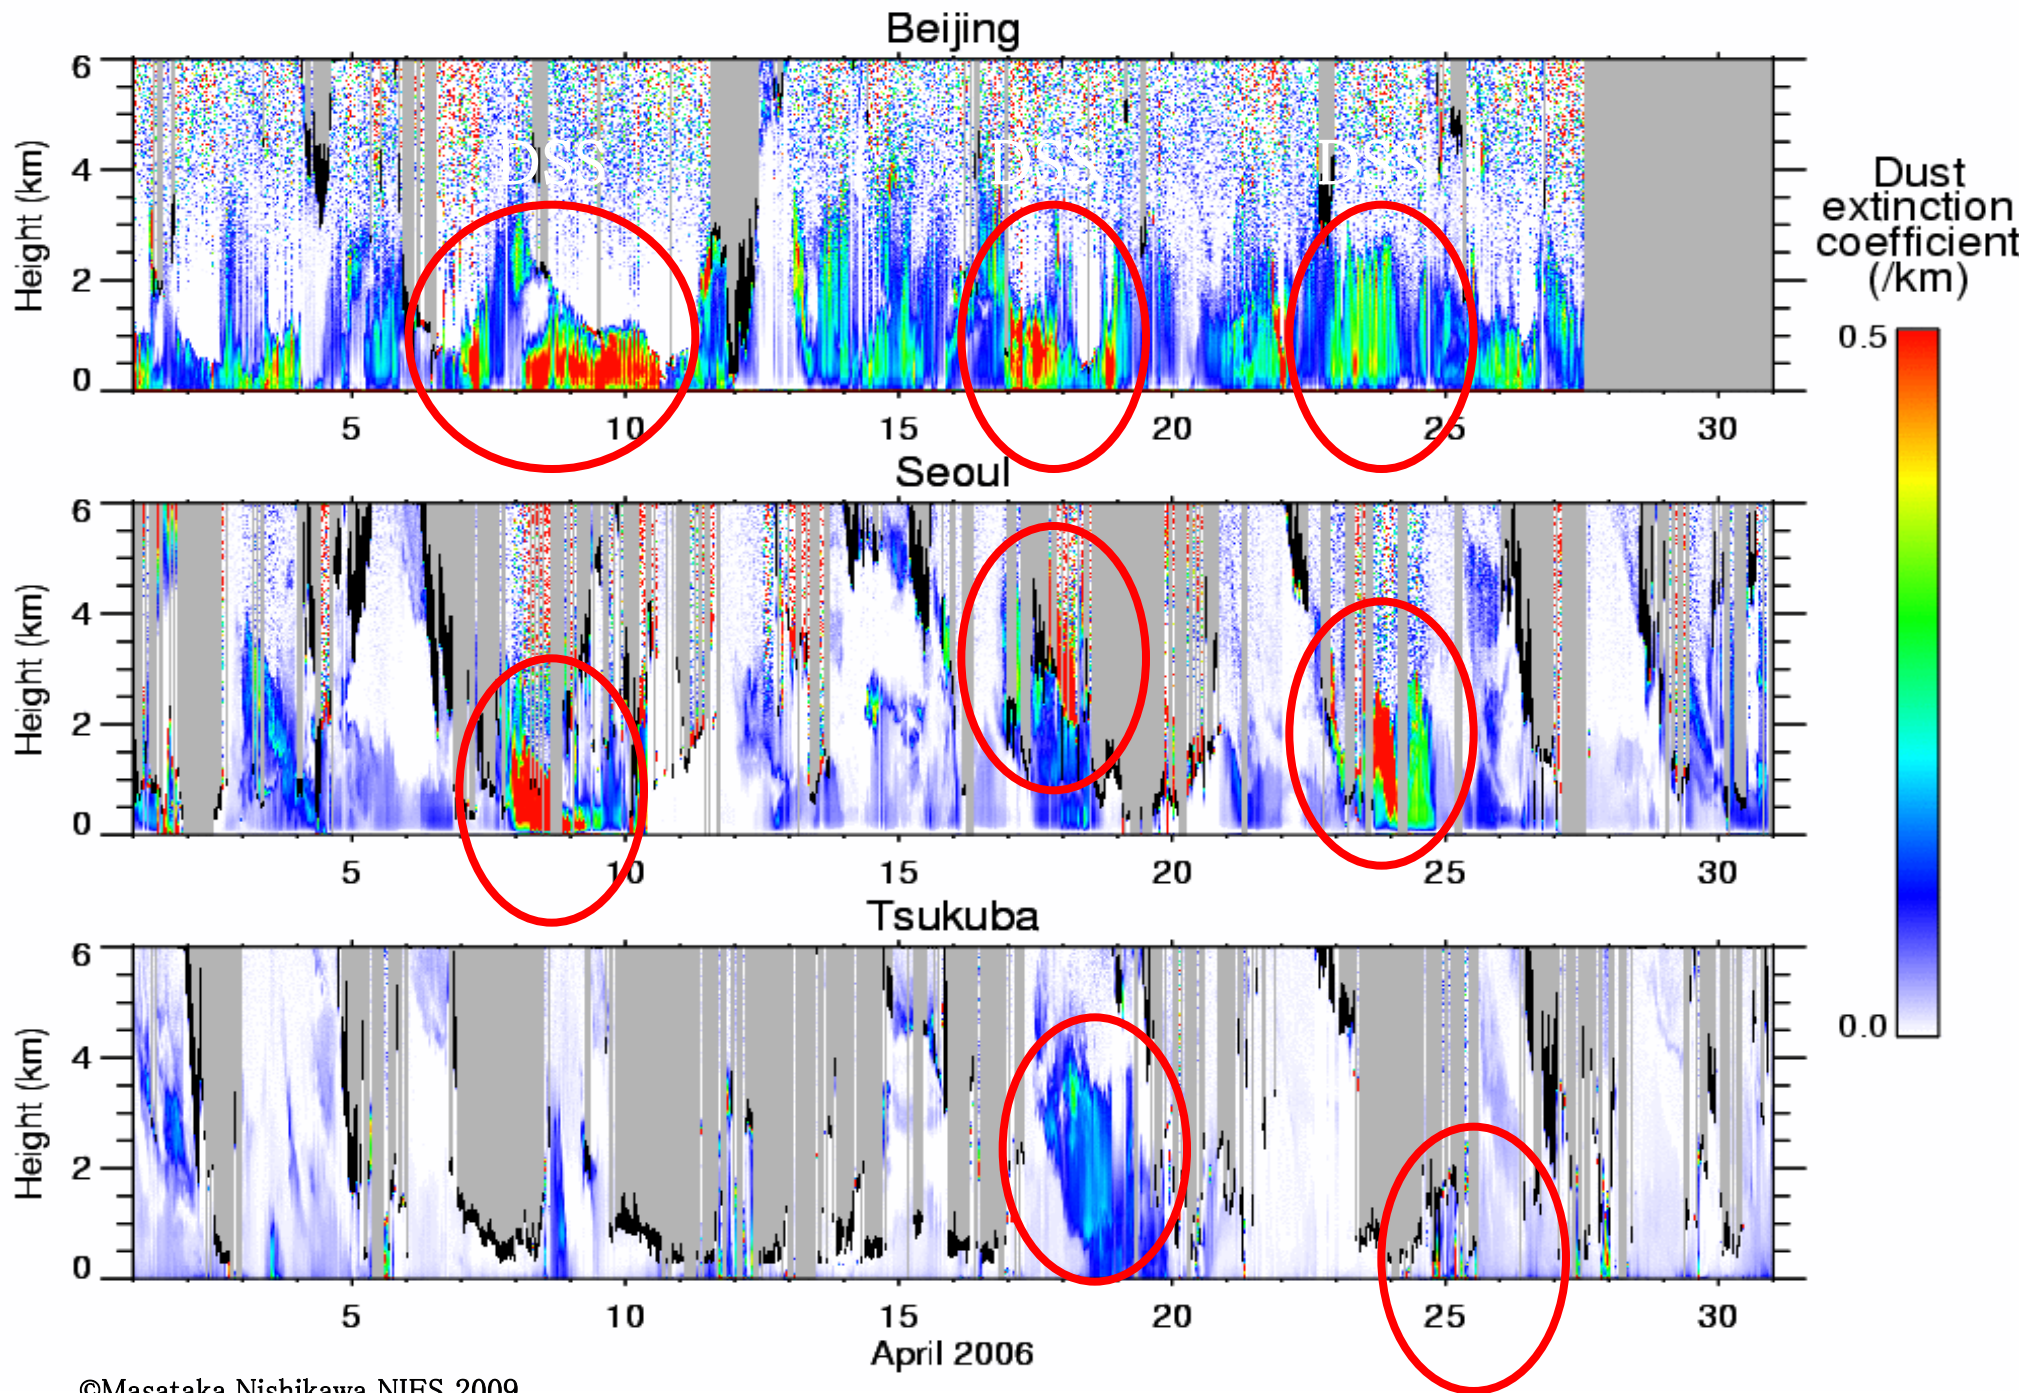 Beijing
6
4
2
0
Height (km)
DSS
DSS
DSS
5
10
15
20
25
30
Dust
extinction
coefficient
(/km)
0.5
0.0
Seoul
6
4
2
0
Height (km)
5
10
15
20
25
30
Tsukuba
6
4
2
0
Height (km)
5
10
15
20
25
30
April 2006
©Masataka Nishikawa NIES 2009